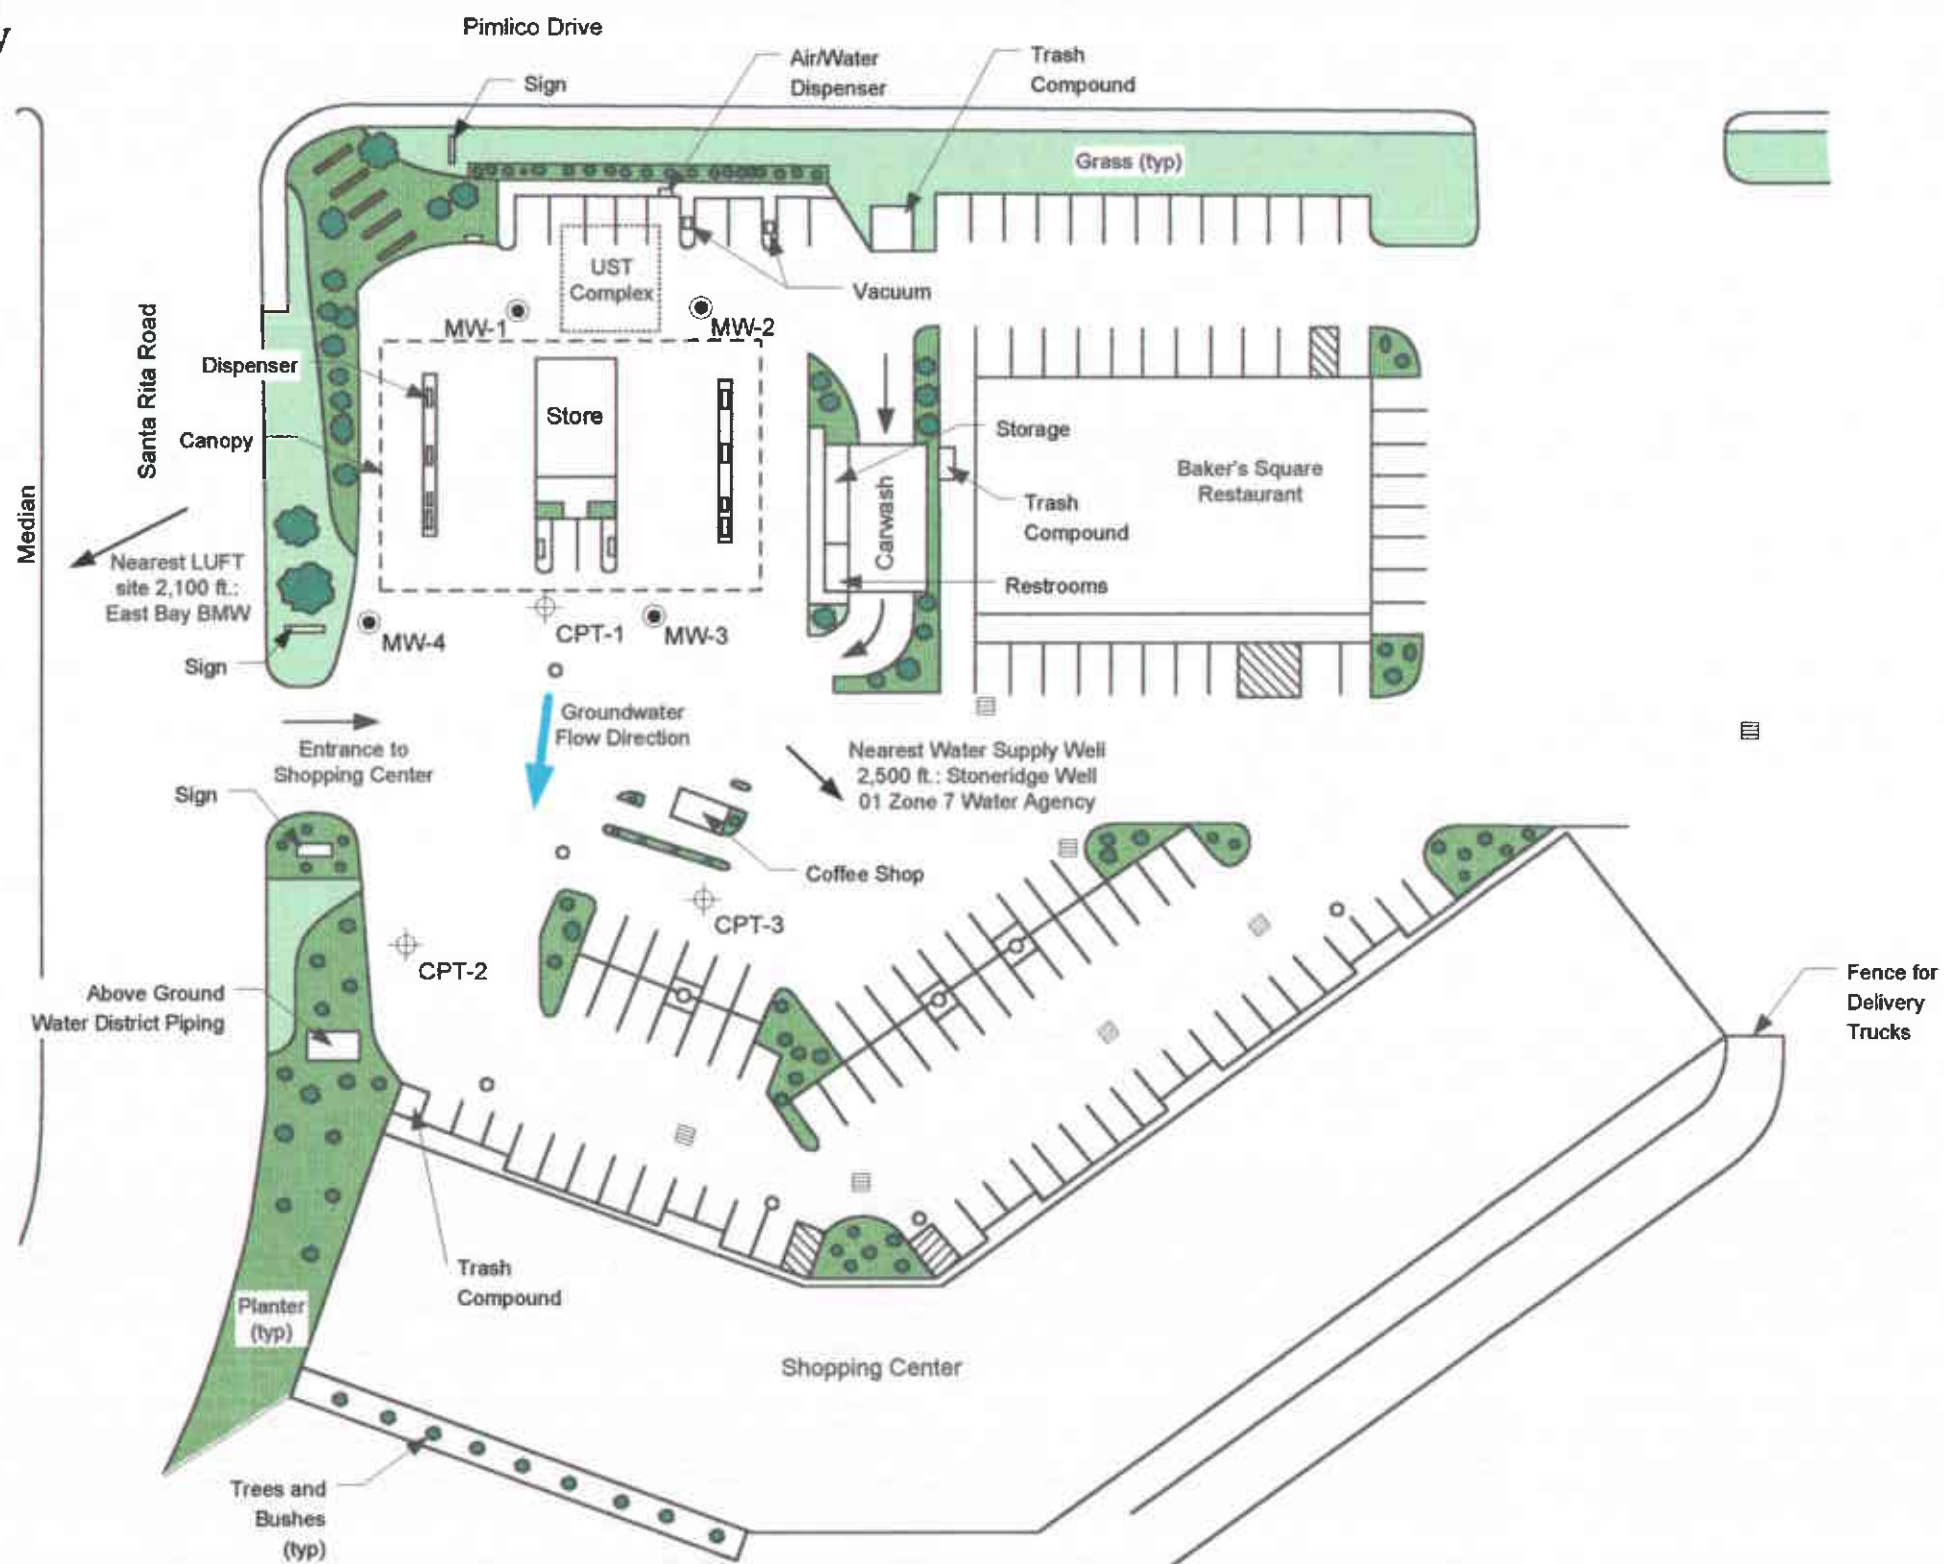 Pimlico Drive
Sign
Air/Water
Dispenser
Trash
Compound
Grass (typ)
UST
Complex
Vacuum
MW-1
MW-2
Santa Rita Road
Dispenser
Store
Canopy
Storage
Baker's Square
Restaurant
Carwash
Trash
Compound
Median
Nearest LUFT
site 2,100 ft.:
East Bay BMW
Restrooms
CPT-1
MW-3
MW-4
Sign
Groundwater
Flow Direction
Entrance to
Shopping Center
Nearest Water Supply Well
2,500 ft.: Stoneridge Well
01 Zone 7 Water Agency
Sign
Coffee Shop
CPT-3
CPT-2
Above Ground
Water District Piping
Fence for
Delivery
Trucks
Trash
Compound
Planter
(typ)
Shopping Center
Trees and
Bushes
(typ)